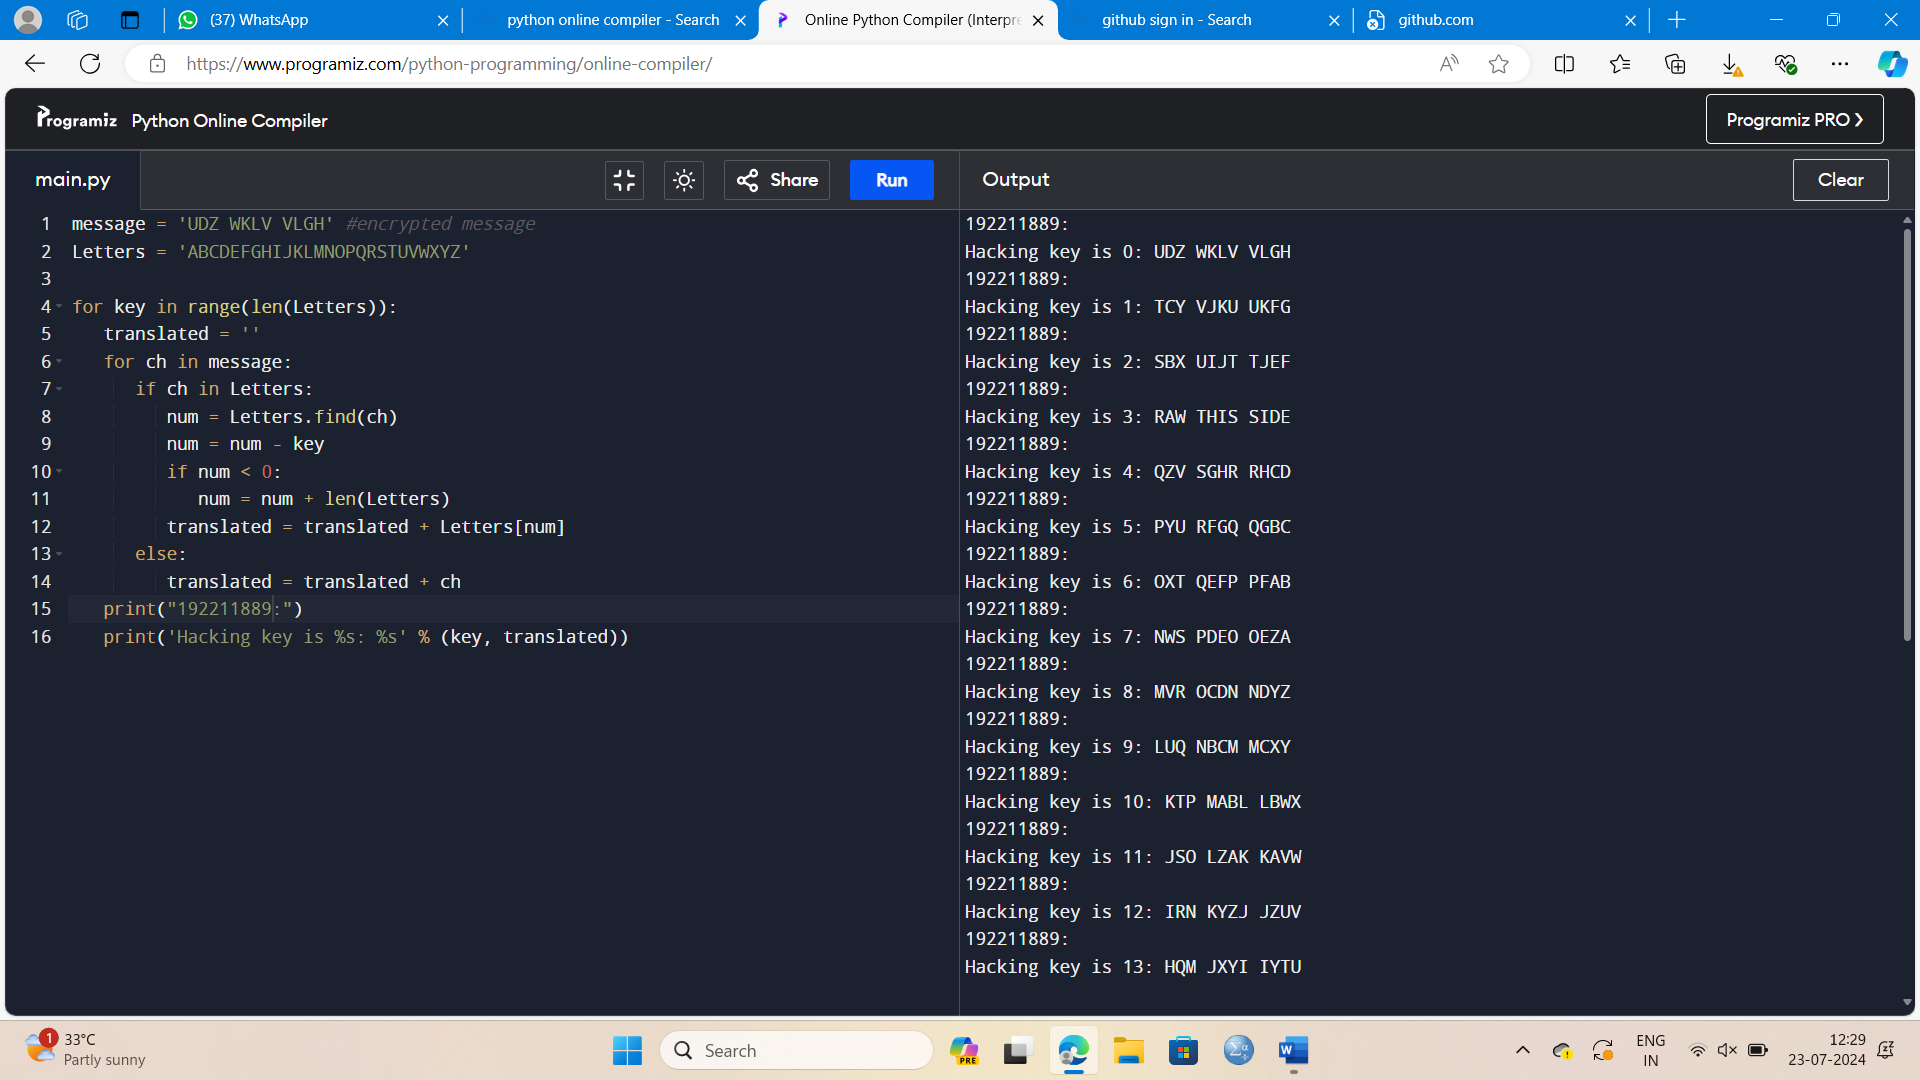 (37) WhatsApp
python online compiler - Search
Online Python Compiler (Interpre
github sign in - Search
github.com
https://www.programiz.com/python-programming/online-compiler/
Programiz Python Online Compiler
Programiz PRO ❯
main.py
Share
Run
Output
Clear
1 message = 'UDZ WKLV VLGH' #encrypted message
2 Letters = 'ABCDEFGHIJKLMNOPQRSTUVWXYZ'
3
4 for key in range(len(Letters)):
5 translated = ''
6 for ch in message:
7 if ch in Letters:
8 num = Letters.find(ch)
9 num = num - key
10 if num < 0:
11 num = num + len(Letters)
12 translated = translated + Letters[num]
13 else:
14 translated = translated + ch
15 print("192211889:")
16 print('Hacking key is %s: %s' % (key, translated))
192211889:
Hacking key is 0: UDZ WKLV VLGH
192211889:
Hacking key is 1: TCY VJKU UKFG
192211889:
Hacking key is 2: SBX UIJT TJEF
192211889:
Hacking key is 3: RAW THIS SIDE
192211889:
Hacking key is 4: QZV SGHR RHCD
192211889:
Hacking key is 5: PYU RFGQ QGBC
192211889:
Hacking key is 6: OXT QEFP PFAB
192211889:
Hacking key is 7: NWS PDEO OEZA
192211889:
Hacking key is 8: MVR OCDN NDYZ
192211889:
Hacking key is 9: LUQ NBCM MCXY
192211889:
Hacking key is 10: KTP MABL LBWX
192211889:
Hacking key is 11: JSO LZAK KAVW
192211889:
Hacking key is 12: IRN KYZJ JZUV
192211889:
Hacking key is 13: HQM JXYI IYTU
1
33°C
Partly sunny
Search
PRE
W
ENG
IN
12:29
23-07-2024